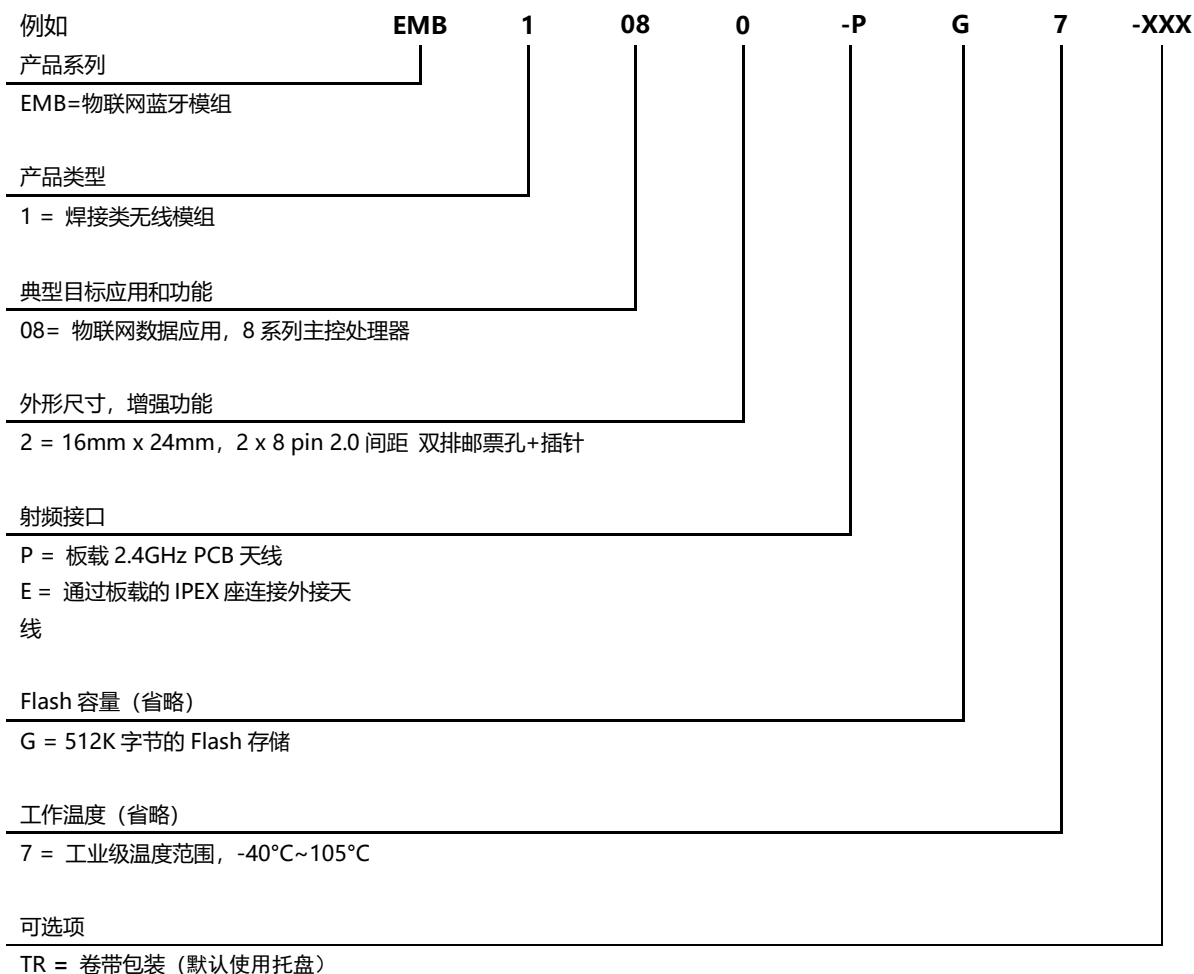 例如 EMB 1 08 0 -P G 7 -XXX
产品系列
EMB=物联网蓝牙模组
产品类型
1 = 焊接类无线模组
典型目标应用和功能
08= 物联网数据应用，8 系列主控处理器
外形尺寸，增强功能
2 = 16mm x 24mm，2 x 8 pin 2.0 间距 双排邮票孔+插针
射频接口
P = 板载 2.4GHz PCB 天线
E = 通过板载的 IPEX 座连接外接天
线
Flash 容量（省略）
G = 512K 字节的 Flash 存储
工作温度（省略）
7 = 工业级温度范围，-40°C~105°C
可选项
TR = 卷带包装（默认使用托盘）